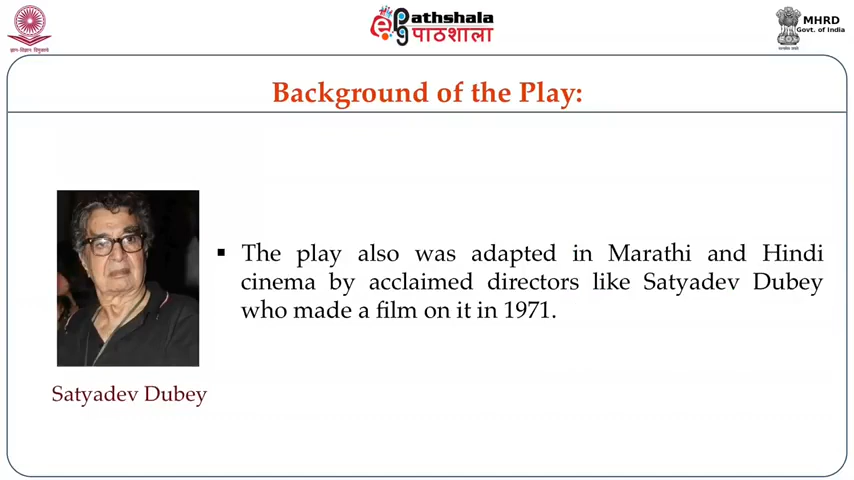 ePathshala
पाठशाला
MHRD
Govt. of India
Background of the Play:
▪ The play also was adapted in Marathi and Hindi
cinema by acclaimed directors like Satyadev Dubey
who made a film on it in 1971.
Satyadev Dubey